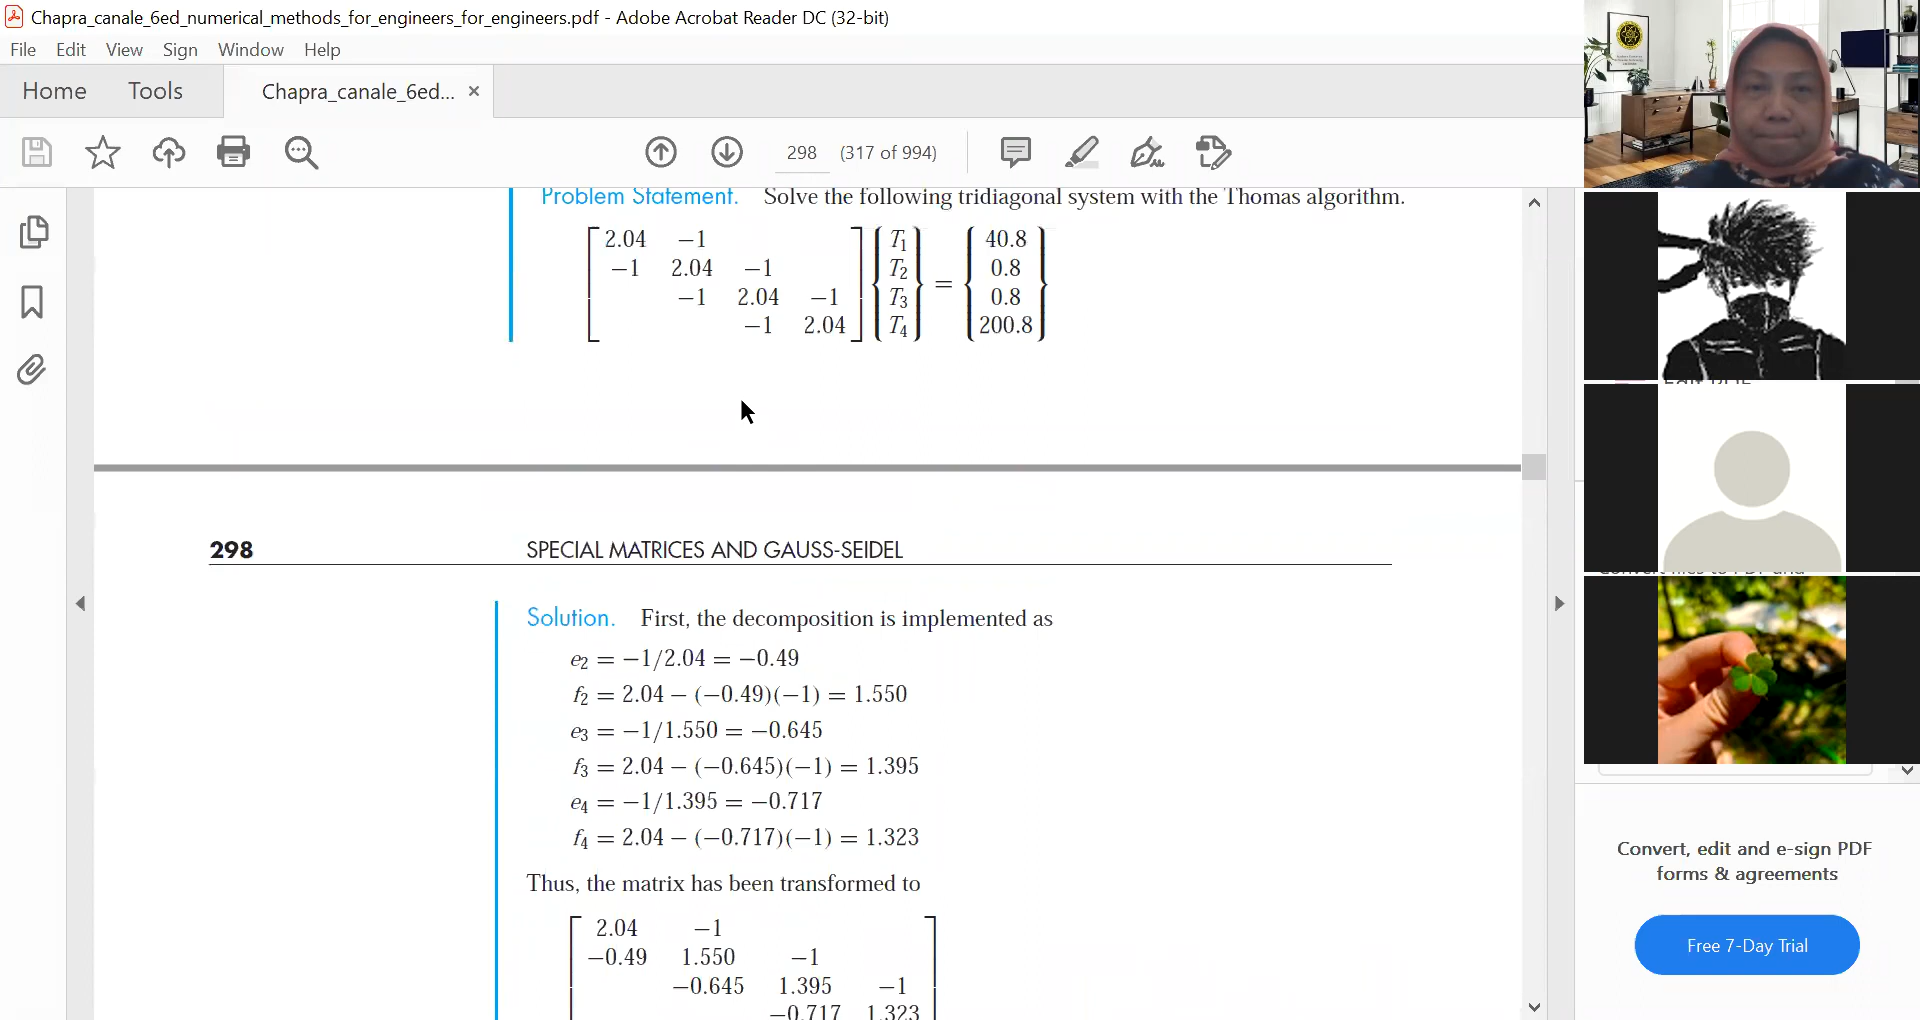 Chapra_canale_6ed_numerical_methods_for_engineers_for_engineers.pdf - Adobe Acrobat Reader DC (32-bit)
File Edit View Sign Window Help
Home Tools Chapra_canale_6ed... ×
298 (317 of 994)
Problem Statement. Solve the following tridiagonal system with the Thomas algorithm.
[2.04 −1 ] {T1} {40.8}
[−1 2.04 −1 ] {T2} = {0.8}
[−1 2.04 −1] {T3} {0.8}
[−1 2.04] {T4} {200.8}
298 SPECIAL MATRICES AND GAUSS-SEIDEL
Solution. First, the decomposition is implemented as
e2 = −1/2.04 = −0.49
f2 = 2.04 − (−0.49)(−1) = 1.550
e3 = −1/1.550 = −0.645
f3 = 2.04 − (−0.645)(−1) = 1.395
e4 = −1/1.395 = −0.717
f4 = 2.04 − (−0.717)(−1) = 1.323
Thus, the matrix has been transformed to
2.04 −1
−0.49 1.550 −1
−0.645 1.395 −1
−0.717 1.323
Convert, edit and e-sign PDF
forms & agreements
Free 7-Day Trial